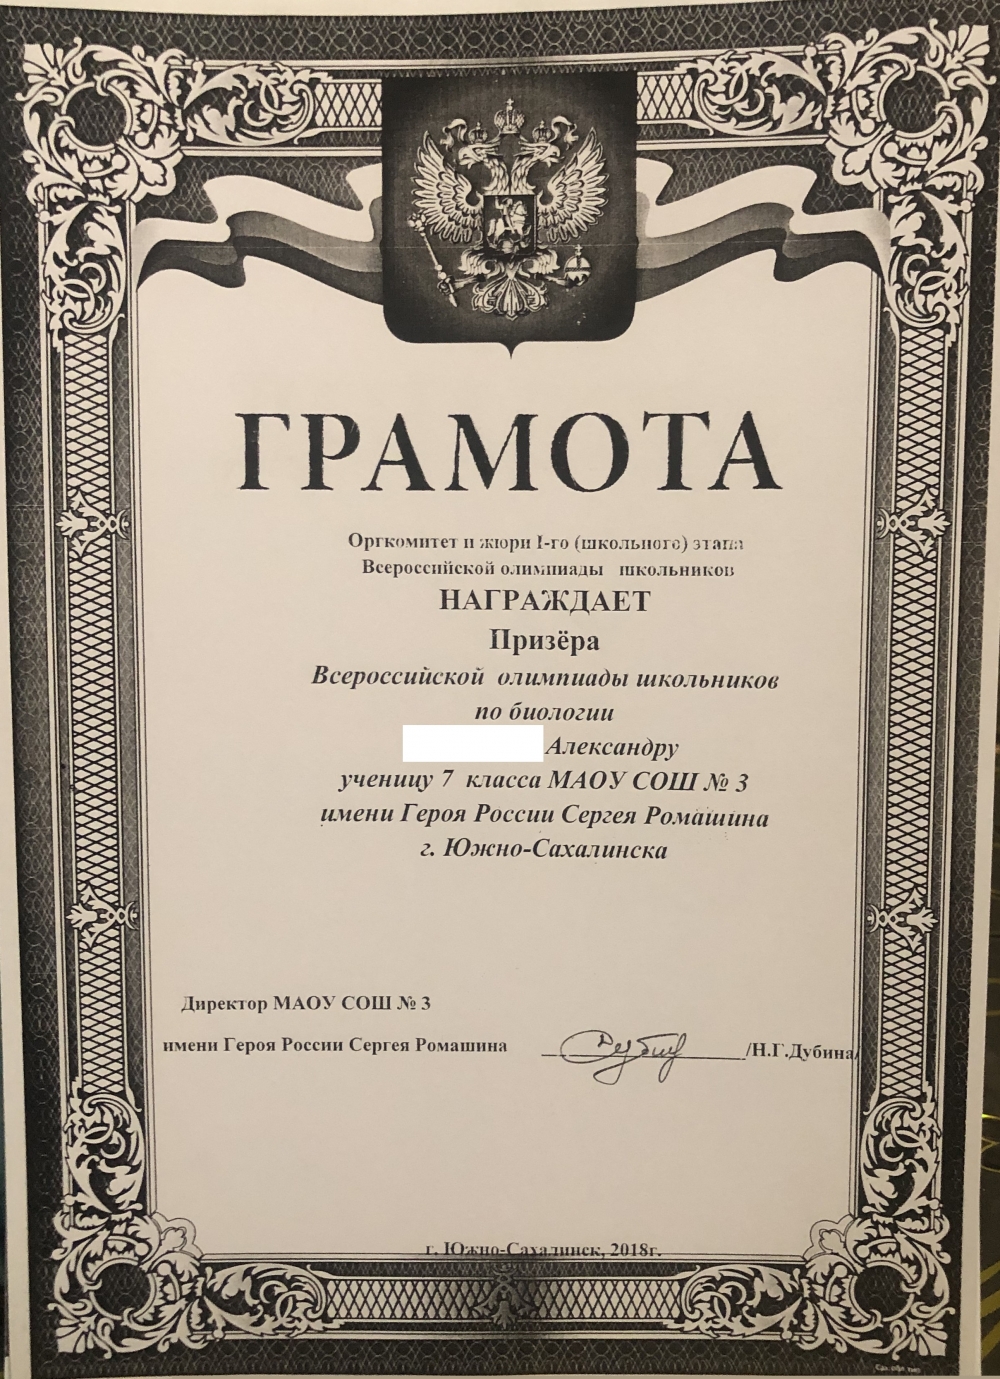 ГРАМОТА
Оргкомитет и жюри I-го (школьного) этапа
Всероссийской олимпиады школьников
НАГРАЖДАЕТ
Призёра
Всероссийской олимпиады школьников
по биологии
Александру
ученицу 7 класса МАОУ СОШ № 3
имени Героя России Сергея Ромашина
г. Южно-Сахалинска
Директор МАОУ СОШ № 3
имени Героя России Сергея Ромашина /Н.Г.Дубина/
г. Южно-Сахалинск, 2018г.